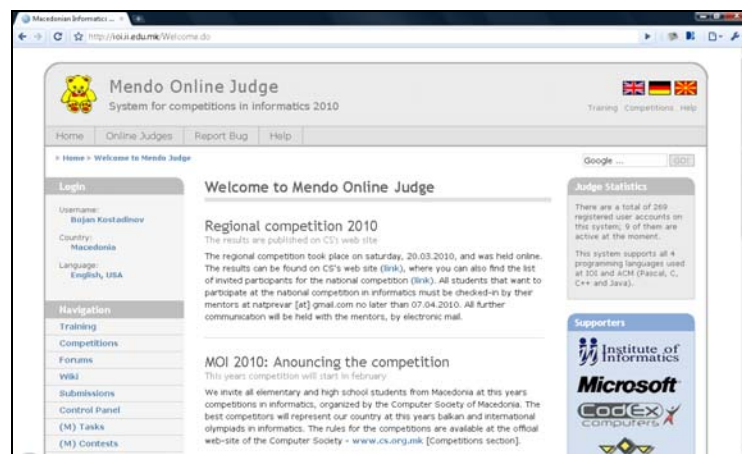 Macedonian Informatics ...
http://ioi.ii.edu.mk/Welcome.do
Mendo Online Judge
System for competitions in informatics 2010
Training Competitions Help
Home Online Judges Report Bug Help
Home > Welcome to Mendo Judge
Google ... GO!
Login
Username:
Bojan Kostadinov
Country:
Macedonia
Language:
English, USA
Navigation
Training
Competitions
Forums
Wiki
Submissions
Control Panel
(M) Tasks
(M) Contests
Welcome to Mendo Online Judge
Regional competition 2010
The results are published on CS's web site
The regional competition took place on saturday, 20.03.2010, and was held online.
The results can be found on CS's web site (link), where you can also find the list
of invited participants for the national competition (link). All students that want to
participate at the national competition in informatics must be checked-in by their
mentors at natprevar [at] gmail.com no later than 07.04.2010. All further
communication will be held with the mentors, by electronic mail.
MOI 2010: Anouncing the competition
This years competition will start in february
We invite all elementary and high school students from Macedonia at this years
competitions in informatics, organized by the Computer Society of Macedonia. The
best competitors will represent our country at this years balkan and international
olympiads in informatics. The rules for the competitions are available at the official
web-site of the Computer Society - www.cs.org.mk [Competitions section].
Judge Statistics
There are a total of 269
registered user accounts on
this system; 9 of them are
active at the moment.
This system supports all 4
programming languages used
at IOI and ACM (Pascal, C,
C++ and Java).
Supporters
Institute of
Informatics
Microsoft
CodEx
computers